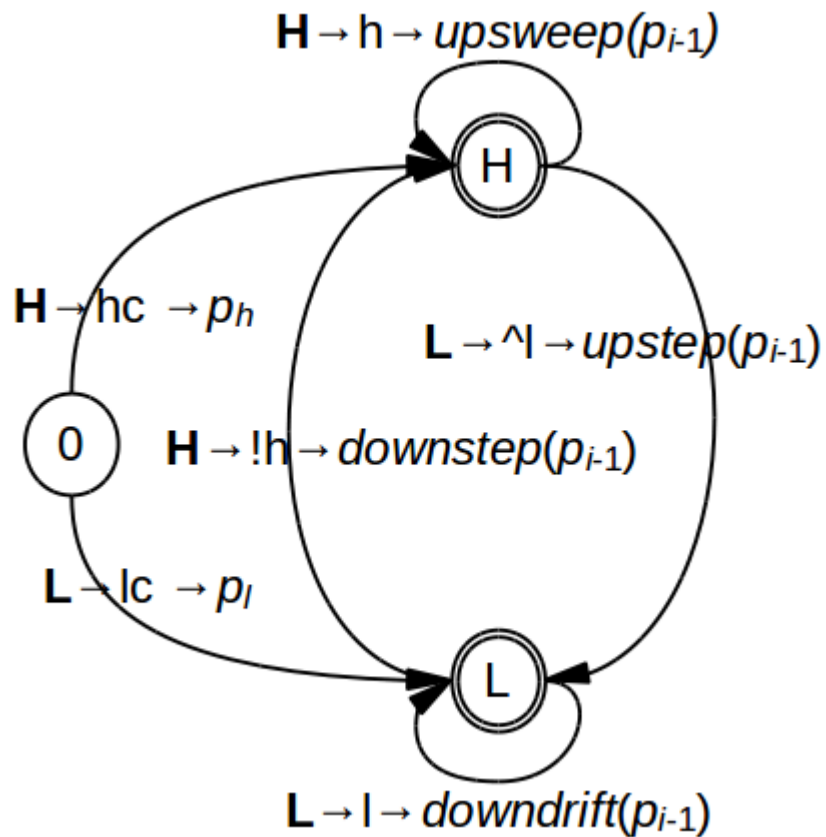 H→h→upsweep(pi-1)
H
H→hc →ph
L→^l→upstep(pi-1)
0
H→!h→downstep(pi-1)
L→lc →pl
L
L→l→downdrift(pi-1)